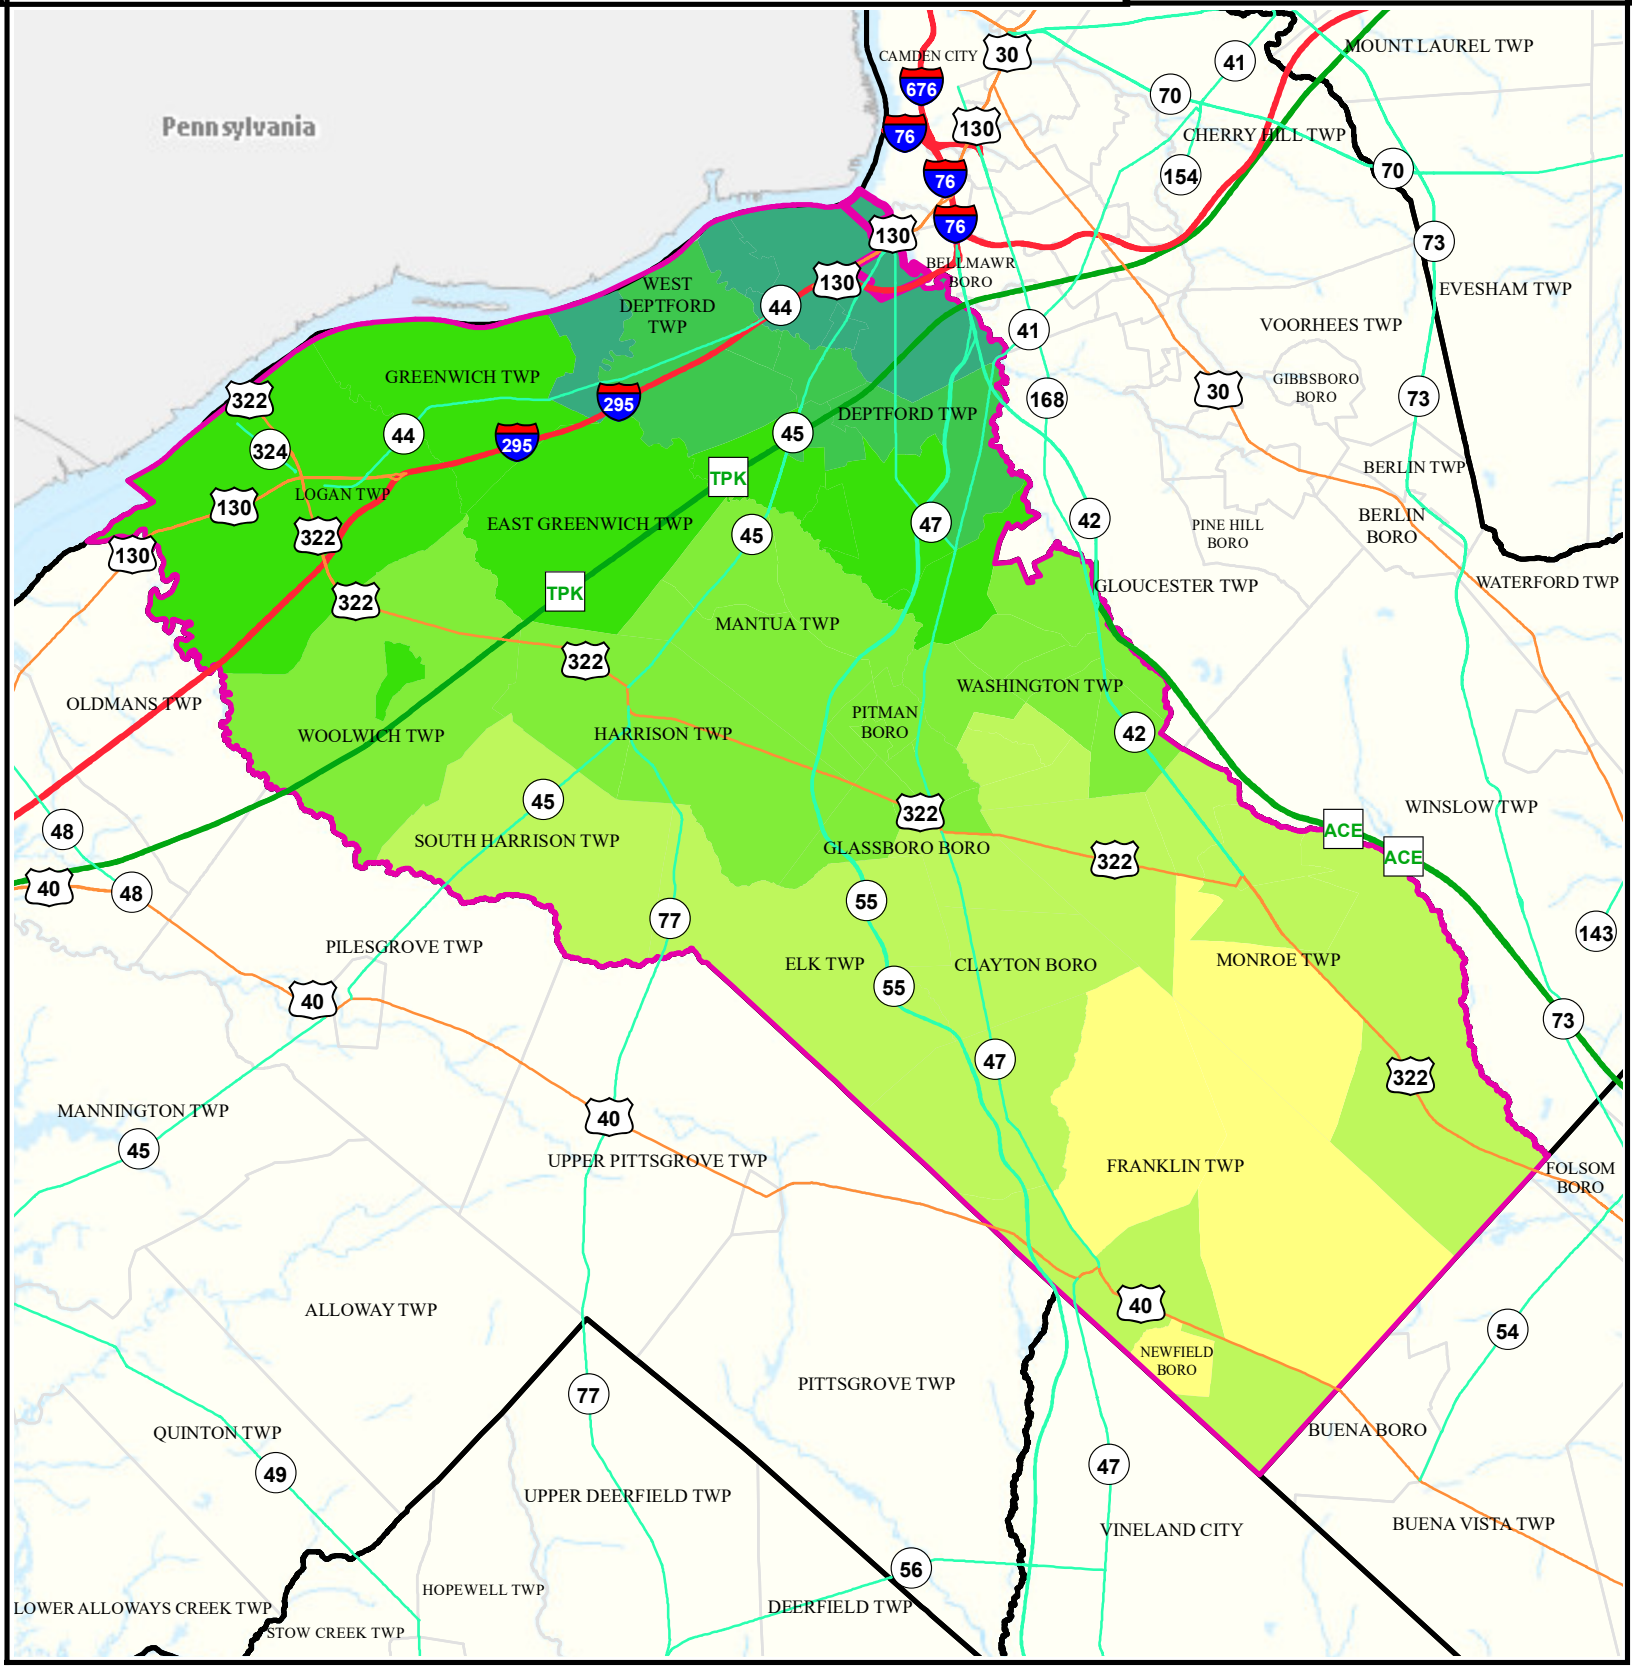 MOUNT LAUREL TWP
CAMDEN CITY
30
41
676
70
Pennsylvania
76
130
CHERRY HILL TWP
154
70
76
76
130
73
BELLMAWR
BORO
130
WEST
DEPTFORD
TWP
44
EVESHAM TWP
41
VOORHEES TWP
GREENWICH TWP
322
295
168
30
GIBBSBORO
BORO
73
DEPTFORD TWP
44
295
45
324
BERLIN TWP
TPK
LOGAN TWP
130
EAST GREENWICH TWP
47
42
PINE HILL
BORO
BERLIN
BORO
322
45
130
GLOUCESTER TWP
WATERFORD TWP
TPK
322
MANTUA TWP
322
WASHINGTON TWP
OLDMANS TWP
PITMAN
BORO
WOOLWICH TWP
HARRISON TWP
42
45
322
WINSLOW TWP
48
ACE
SOUTH HARRISON TWP
GLASSBORO BORO
322
ACE
40
48
55
77
143
PILESGROVE TWP
ELK TWP
CLAYTON BORO
MONROE TWP
55
40
73
47
322
MANNINGTON TWP
40
45
UPPER PITTSGROVE TWP
FRANKLIN TWP
FOLSOM
BORO
ALLOWAY TWP
40
54
NEWFIELD
BORO
PITTSGROVE TWP
77
QUINTON TWP
BUENA BORO
49
47
UPPER DEERFIELD TWP
VINELAND CITY
BUENA VISTA TWP
56
HOPEWELL TWP
LOWER ALLOWAYS CREEK TWP
DEERFIELD TWP
STOW CREEK TWP